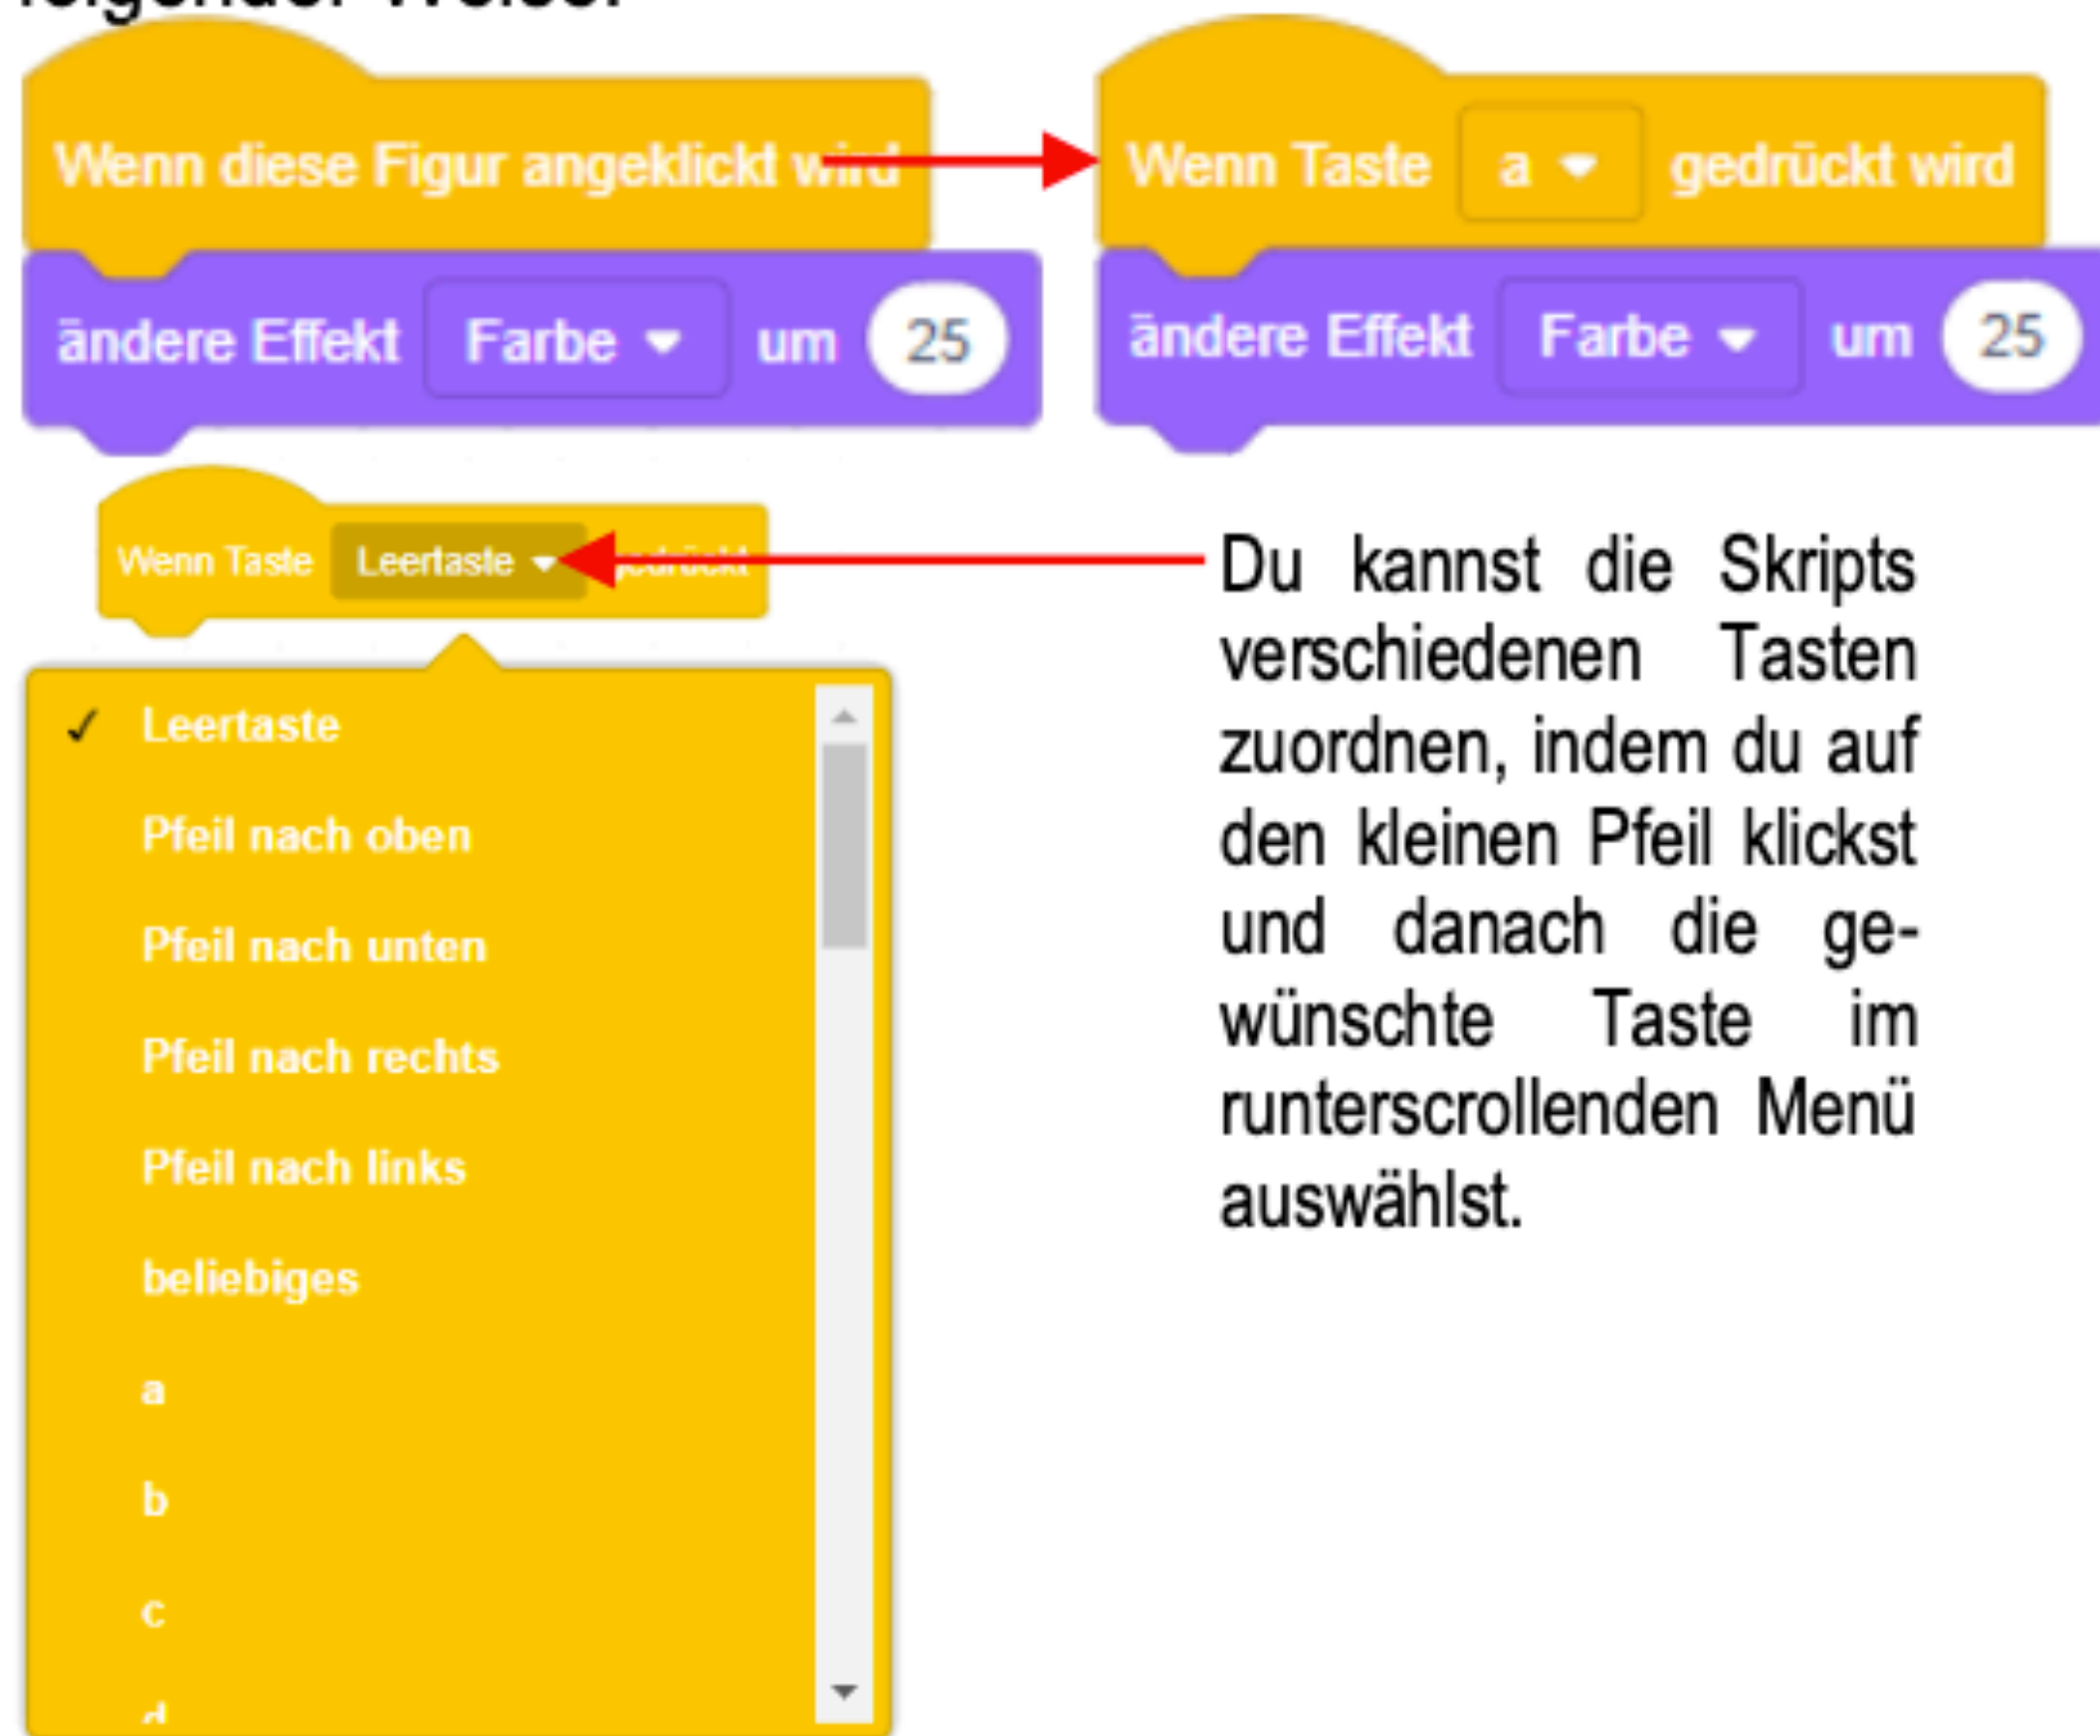 folgender Weise:
Wenn diese Figur angeklickt wird
ändere Effekt Farbe um 25
Wenn Taste a gedrückt wird
ändere Effekt Farbe um 25
Wenn Taste Leertaste gedrückt
✓ Leertaste
Pfeil nach oben
Pfeil nach unten
Pfeil nach rechts
Pfeil nach links
beliebiges
a
b
c
d
Du kannst die Skripts
verschiedenen Tasten
zuordnen, indem du auf
den kleinen Pfeil klickst
und danach die ge-
wünschte Taste im
runterscrollenden Menü
auswählst.